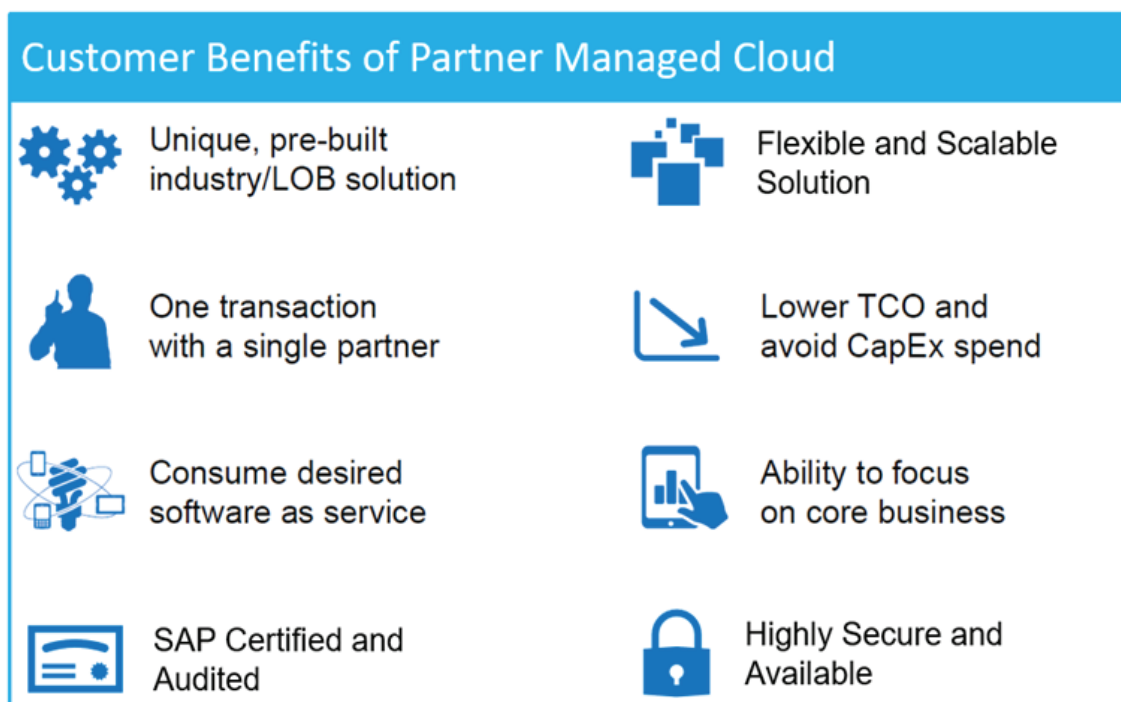 Customer Benefits of Partner Managed Cloud
Unique, pre-built
industry/LOB solution
Flexible and Scalable
Solution
One transaction
with a single partner
Lower TCO and
avoid CapEx spend
Consume desired
software as service
Ability to focus
on core business
SAP Certified and
Audited
Highly Secure and
Available